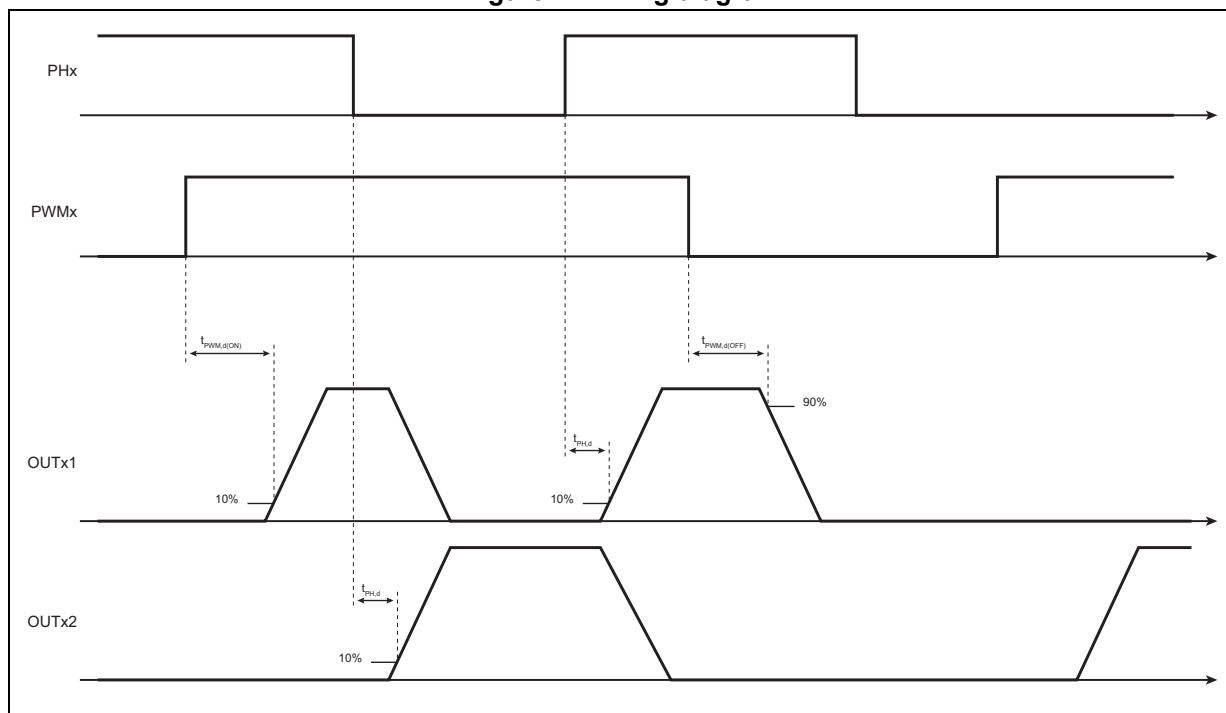 PHx
PWMx
tPWM,d(ON)
tPWM,d(OFF)
90%
OUTx1
tPH,d
10%
10%
tPH,d
OUTx2
10%